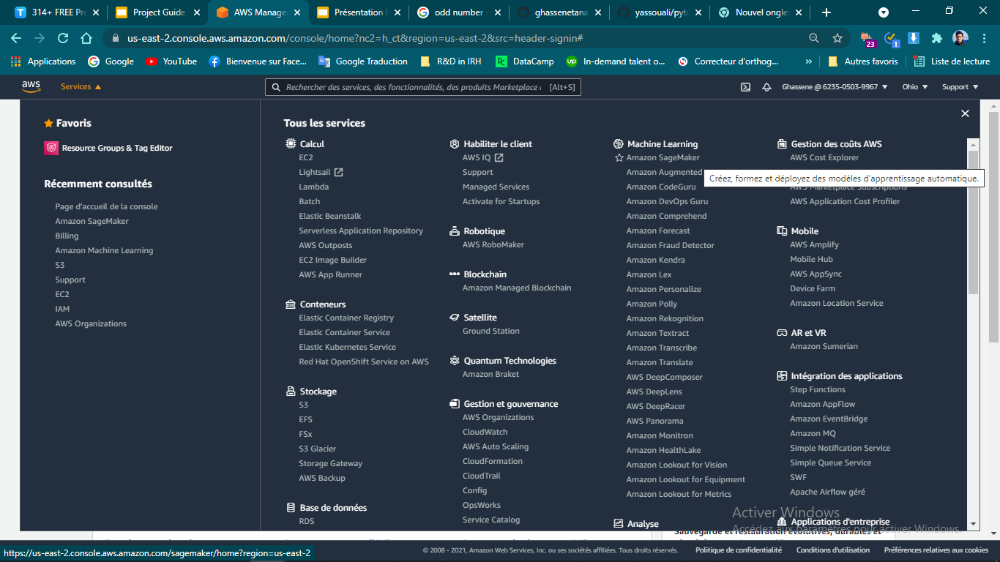 314+ FREE Pr
Project Guide
AWS Manage
Présentation
odd number
ghassenetana
yassouali/pyt
Nouvel ongle
us-east-2.console.aws.amazon.com/console/home?nc2=h_ct&region=us-east-2&src=header-signin#
23
1
Applications
Google
YouTube
Bienvenue sur Face...
Google Traduction
R&D in IRH
DataCamp
In-demand talent o...
Correcteur d'orthog...
»
Autres favoris
Liste de lecture
aws
Services
Rechercher des services, des fonctionnalités, des produits Marketplace
[Alt+S]
Ghassene @ 6235-0503-9967
Ohio
Support
Favoris
Resource Groups & Tag Editor
Récemment consultés
Page d'accueil de la console
Amazon SageMaker
Billing
Amazon Machine Learning
S3
Support
EC2
IAM
AWS Organizations
Tous les services
Calcul
EC2
Lightsail
Lambda
Batch
Elastic Beanstalk
Serverless Application Repository
AWS Outposts
EC2 Image Builder
AWS App Runner
Conteneurs
Elastic Container Registry
Elastic Container Service
Elastic Kubernetes Service
Red Hat OpenShift Service on AWS
Stockage
S3
EFS
FSx
S3 Glacier
Storage Gateway
AWS Backup
Base de données
RDS
Habiliter le client
AWS IQ
Support
Managed Services
Activate for Startups
Robotique
AWS RoboMaker
Blockchain
Amazon Managed Blockchain
Satellite
Ground Station
Quantum Technologies
Amazon Braket
Gestion et gouvernance
AWS Organizations
CloudWatch
AWS Auto Scaling
CloudFormation
CloudTrail
Config
OpsWorks
Service Catalog
Machine Learning
Amazon SageMaker
Amazon Augmented
Amazon CodeGuru
Amazon DevOps Guru
Amazon Comprehend
Amazon Forecast
Amazon Fraud Detector
Amazon Kendra
Amazon Lex
Amazon Personalize
Amazon Polly
Amazon Rekognition
Amazon Textract
Amazon Transcribe
Amazon Translate
AWS DeepComposer
AWS DeepLens
AWS DeepRacer
AWS Panorama
Amazon Monitron
Amazon HealthLake
Amazon Lookout for Vision
Amazon Lookout for Equipment
Amazon Lookout for Metrics
Analyse
Gestion des coûts AWS
AWS Cost Explorer
Créez, formez et déployez des modèles d'apprentissage automatique.
AWS Marketplace Subscriptions
AWS Application Cost Profiler
Mobile
AWS Amplify
Mobile Hub
AWS AppSync
Device Farm
Amazon Location Service
AR et VR
Amazon Sumerian
Intégration des applications
Step Functions
Amazon AppFlow
Amazon EventBridge
Amazon MQ
Simple Notification Service
Simple Queue Service
SWF
Apache Airflow géré
Applications d'entreprise
Activer Windows
Accédez aux paramètres pour activer Windows.
Sauvegarde et restauration évolutives, durables et
https://us-east-2.console.aws.amazon.com/sagemaker/home?region=us-east-2
© 2008 - 2021, Amazon Web Services, Inc. ou ses sociétés affiliées. Tous droits réservés.
Politique de confidentialité
Conditions d'utilisation
Préférences relatives aux cookies